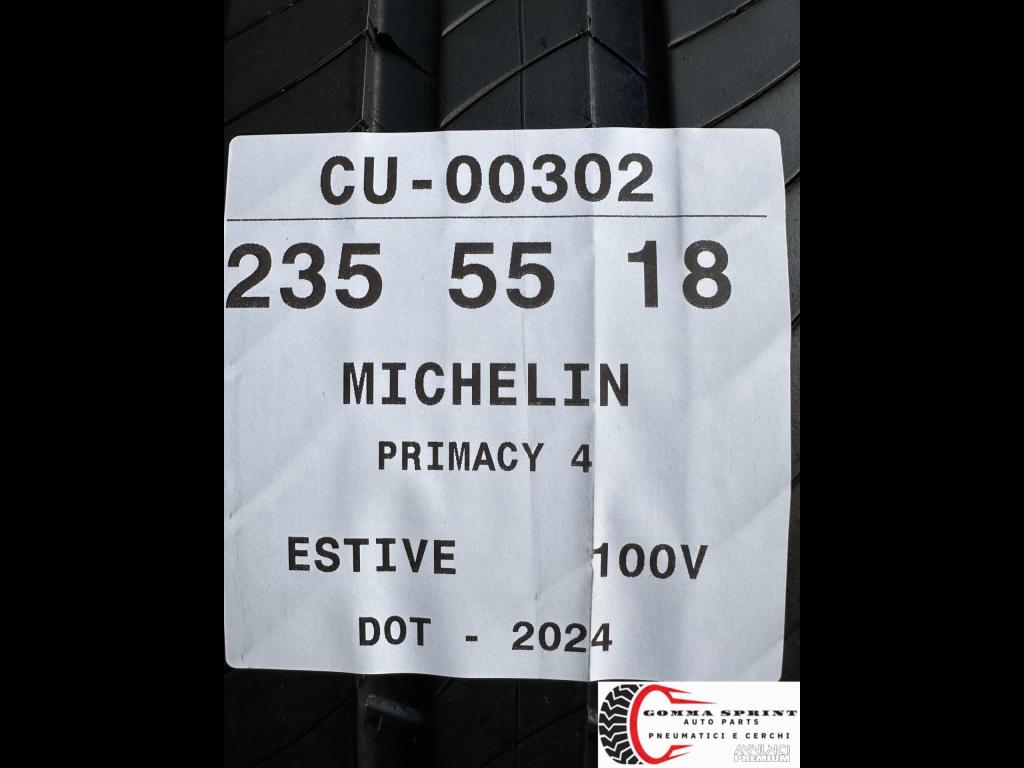 CU-00302
235 55 18
MICHELIN
PRIMACY 4
ESTIVE 100V
DOT - 2024
GOMMA SPRINT
AUTO PARTS
PNEUMATICI E CERCHI
ANNUNCI
PREMIUM